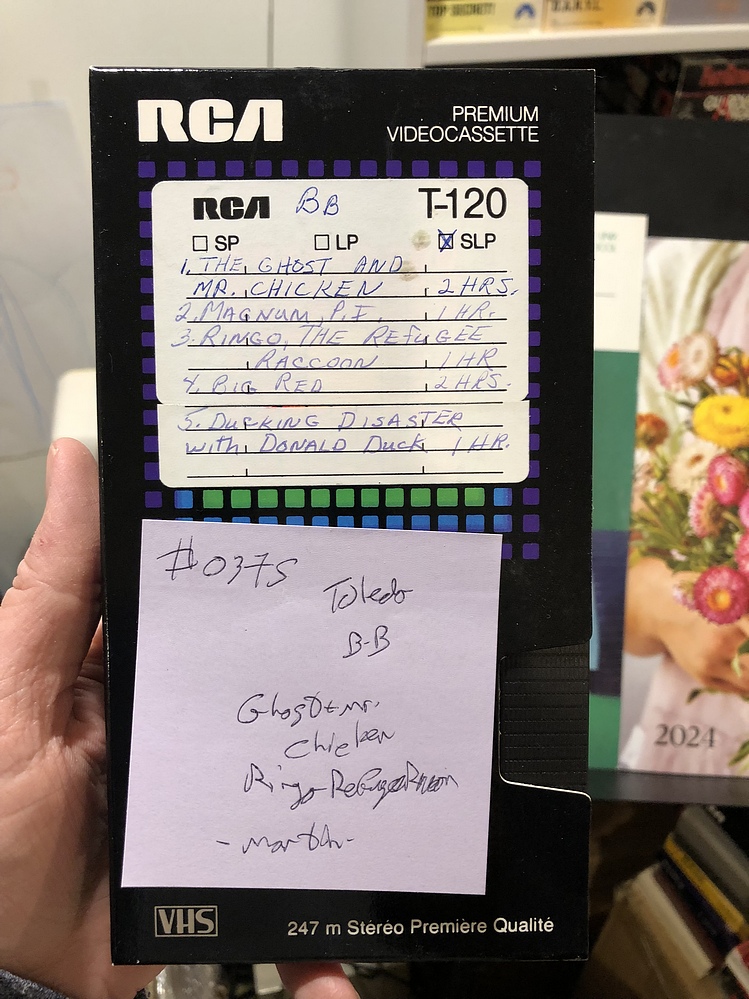 TOP SECRET!
RCA
PREMIUM
VIDEOCASSETTE
RCA BB T-120
SP LP SLP
1. THE GHOST AND
MR. CHICKEN 2 HRS.
2. MAGNUM, P.I. 1 HR.
3. RINGO, THE REFUGEE
RACCOON 1 HR
4. BIG RED 2 HRS.
5. DUCKING DISASTER
with DONALD DUCK 1 HR.
#0375
Toledo
B-B
Ghost + mr.
Chicken
Ringo Refugee Racoon
VHS
247 m Stéréo Première Qualité
2024